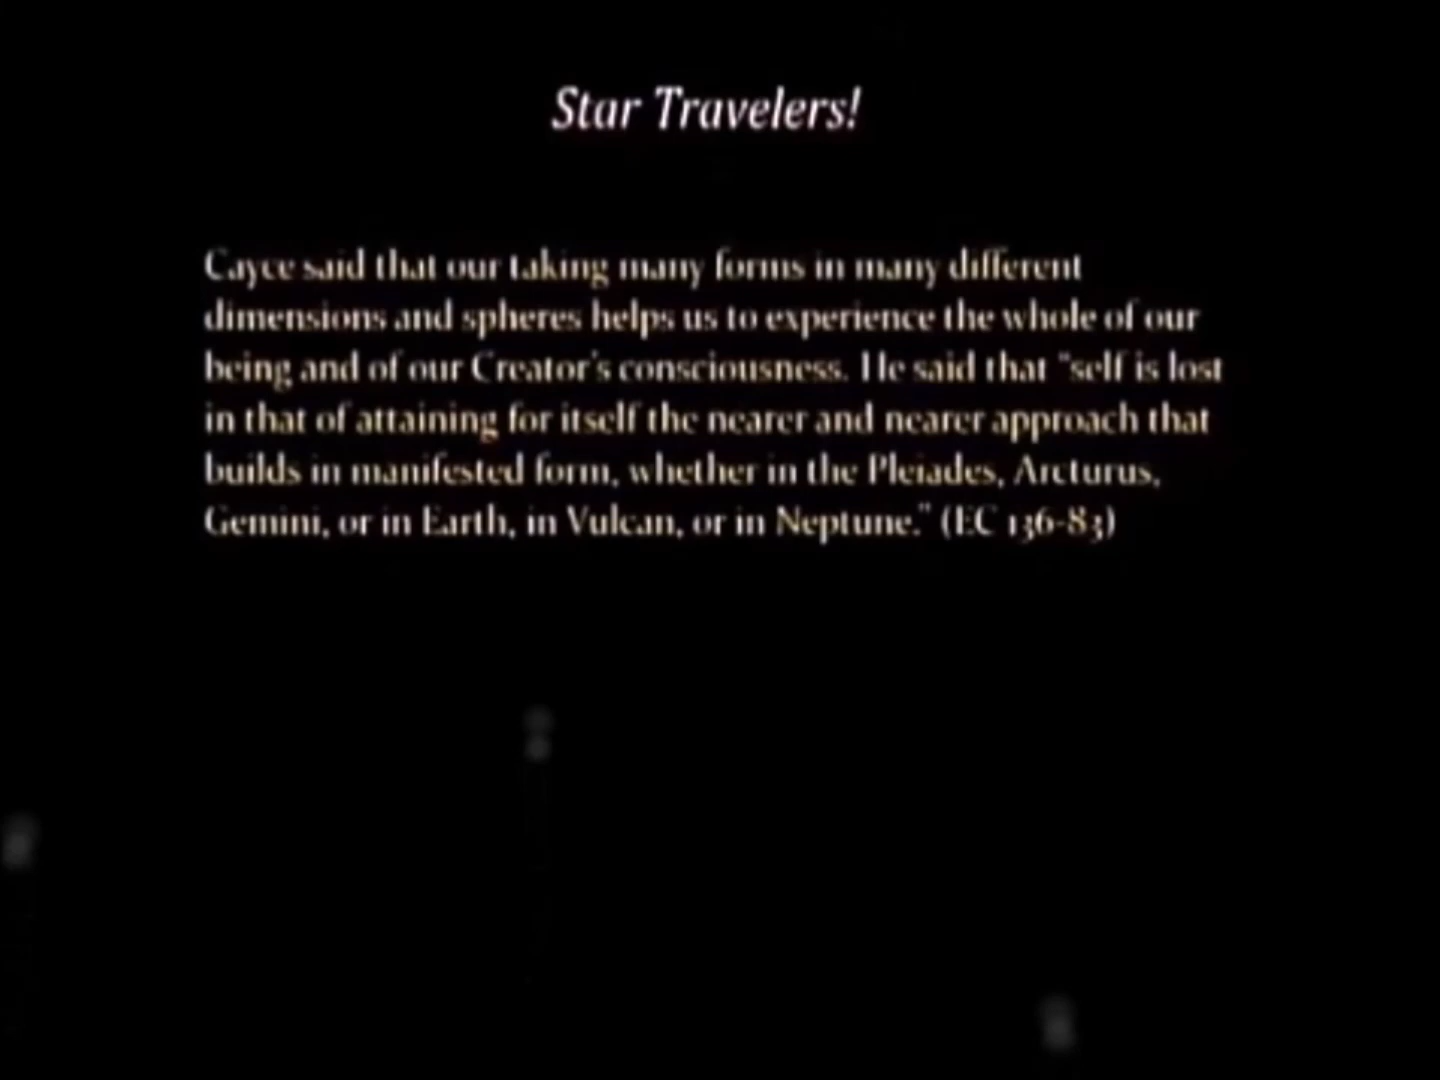 Star Travelers!
Cayce said that our taking many forms in many different
dimensions and spheres helps us to experience the whole of our
being and of our Creator's consciousness. He said that "self is lost
in that of attaining for itself the nearer and nearer approach that
builds in manifested form, whether in the Pleiades, Arcturus,
Gemini, or in Earth, in Vulcan, or in Neptune." (EC 136-83)